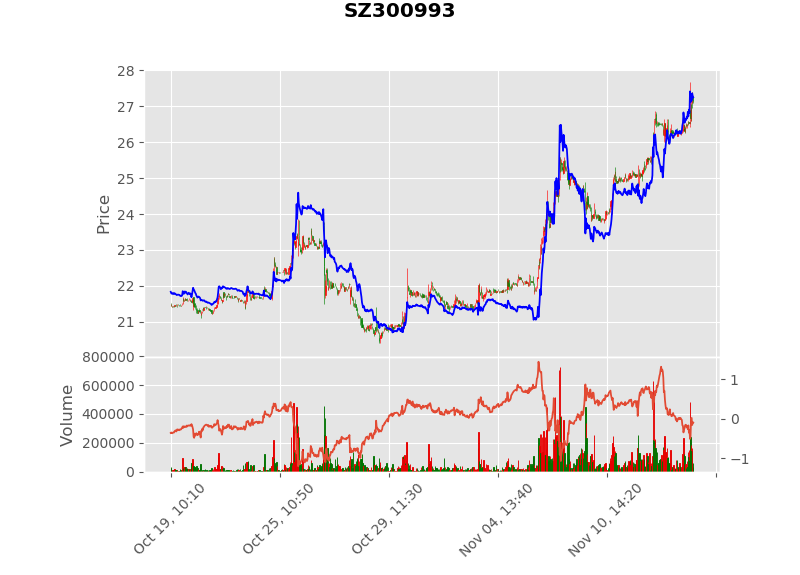 SZ300993
28
27
26
25
24
23
22
21
Price
800000
600000
400000
200000
0
Volume
1
0
−1
Oct 19, 10:10
Oct 25, 10:50
Oct 29, 11:30
Nov 04, 13:40
Nov 10, 14:20